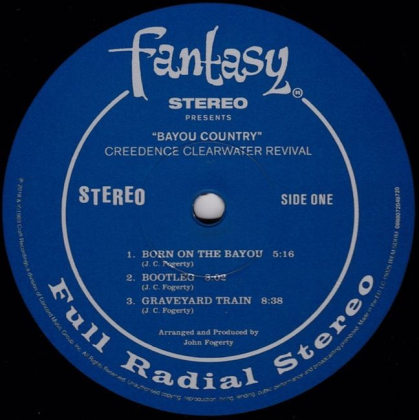 Fantasy
STEREO
PRESENTS
"BAYOU COUNTRY"
CREEDENCE CLEARWATER REVIVAL
STEREO
SIDE ONE
1. BORN ON THE BAYOU 5:16
(J. C. Fogerty)
2. BOOTLEG 3:02
(J. C. Fogerty)
3. GRAVEYARD TRAIN 8:38
(J. C. Fogerty)
Arranged and Produced by
John Fogerty
Full Radial Stereo